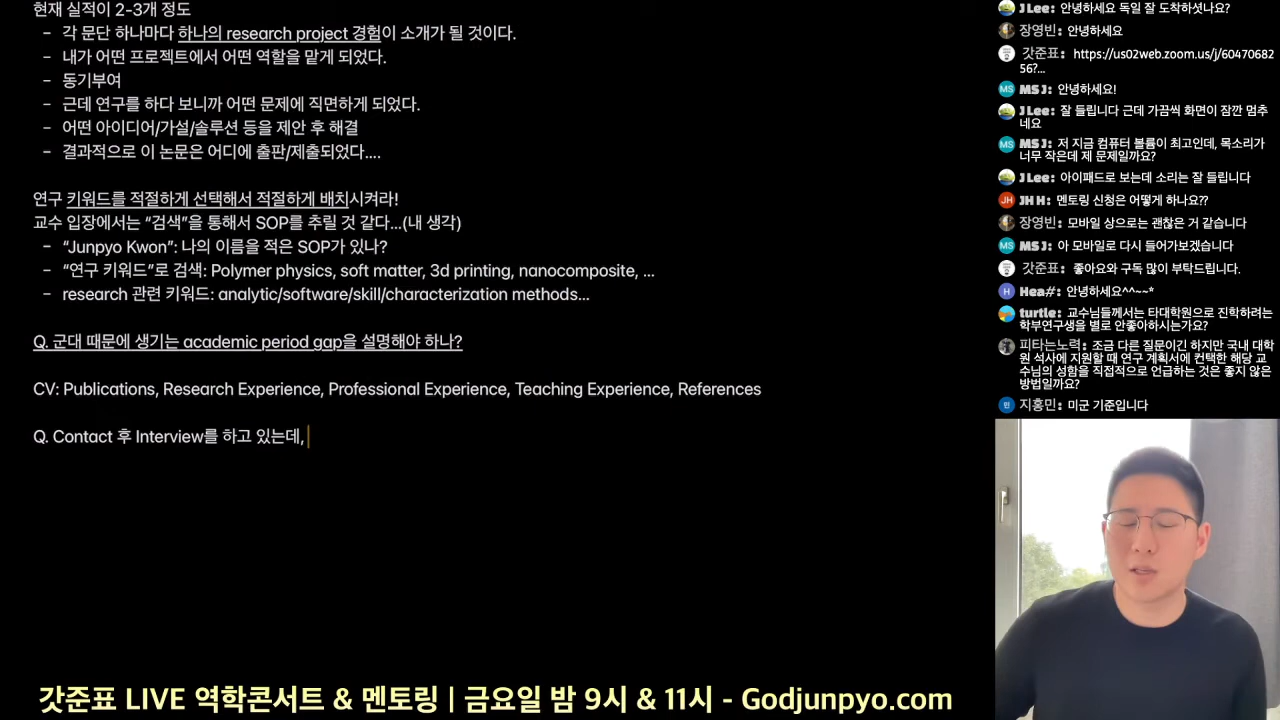 현재 실적이 2-3개 정도
- 각 문단 하나마다 하나의 research project 경험이 소개가 될 것이다.
- 내가 어떤 프로젝트에서 어떤 역할을 맡게 되었다.
- 동기부여
- 근데 연구를 하다 보니까 어떤 문제에 직면하게 되었다.
- 어떤 아이디어/가설/솔루션 등을 제안 후 해결
- 결과적으로 이 논문은 어디에 출판/제출되었다....
연구 키워드를 적절하게 선택해서 적절하게 배치시켜라!
교수 입장에서는 “검색”을 통해서 SOP를 추릴 것 같다...(내 생각)
- “Junpyo Kwon”: 나의 이름을 적은 SOP가 있나?
- “연구 키워드”로 검색: Polymer physics, soft matter, 3d printing, nanocomposite, ...
- research 관련 키워드: analytic/software/skill/characterization methods...
Q. 군대 때문에 생기는 academic period gap을 설명해야 하나?
CV: Publications, Research Experience, Professional Experience, Teaching Experience, References
Q. Contact 후 Interview를 하고 있는데,
J Lee: 안녕하세요 독일 잘 도착하셧나요?
장영빈: 안녕하세요
갓준표: https://us02web.zoom.us/j/60470682
56?...
MS MS J: 안녕하세요!
J Lee: 잘 들립니다 근데 가끔씩 화면이 잠깐 멈추
네요
MS MS J: 저 지금 컴퓨터 볼륨이 최고인데, 목소리가
너무 작은데 제 문제일까요?
J Lee: 아이패드로 보는데 소리는 잘 들립니다
JH JH H: 멘토링 신청은 어떻게 하나요??
장영빈: 모바일 상으로는 괜찮은 거 같습니다
MS MS J: 아 모바일로 다시 들어가보겠습니다
갓준표: 좋아요와 구독 많이 부탁드립니다.
H Hea#: 안녕하세요^^~~*
turtle: 교수님들께서는 타대학원으로 진학하려는
학부연구생을 별로 안좋아하시는가요?
피타는노력: 조금 다른 질문이긴 하지만 국내 대학
원 석사에 지원할 때 연구 계획서에 컨택한 해당 교
수님의 성함을 직접적으로 언급하는 것은 좋지 않은
방법일까요?
민 지홍민: 미군 기준입니다
갓준표 LIVE 역학콘서트 & 멘토링 | 금요일 밤 9시 & 11시 - Godjunpyo.com